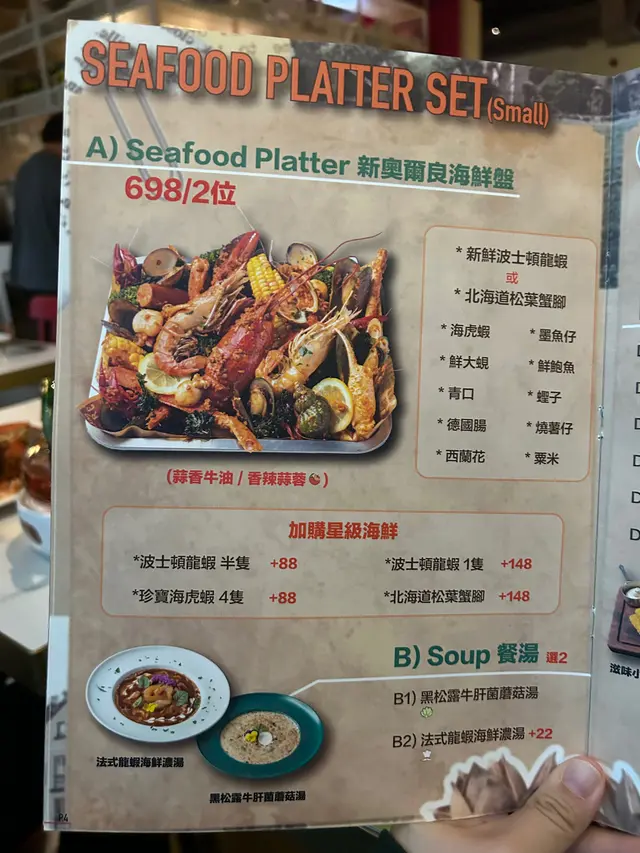 SEAFOOD PLATTER SET (Small)
A) Seafood Platter 新奧爾良海鮮盤
698/2位
* 新鮮波士頓龍蝦
或
* 北海道松葉蟹腳
* 海虎蝦
* 墨魚仔
* 鮮大蜆
* 鮮鮑魚
* 青口
* 蟶子
* 德國腸
* 燒薯仔
* 西蘭花
* 粟米
(蒜香牛油 / 香辣蒜蓉)
加購星級海鮮
*波士頓龍蝦 半隻 +88
*波士頓龍蝦 1隻 +148
*珍寶海虎蝦 4隻 +88
*北海道松葉蟹腳 +148
B) Soup 餐湯 選2
B1) 黑松露牛肝菌蘑菇湯
B2) 法式龍蝦海鮮濃湯 +22
法式龍蝦海鮮濃湯
黑松露牛肝菌蘑菇湯
P.4
滋味小